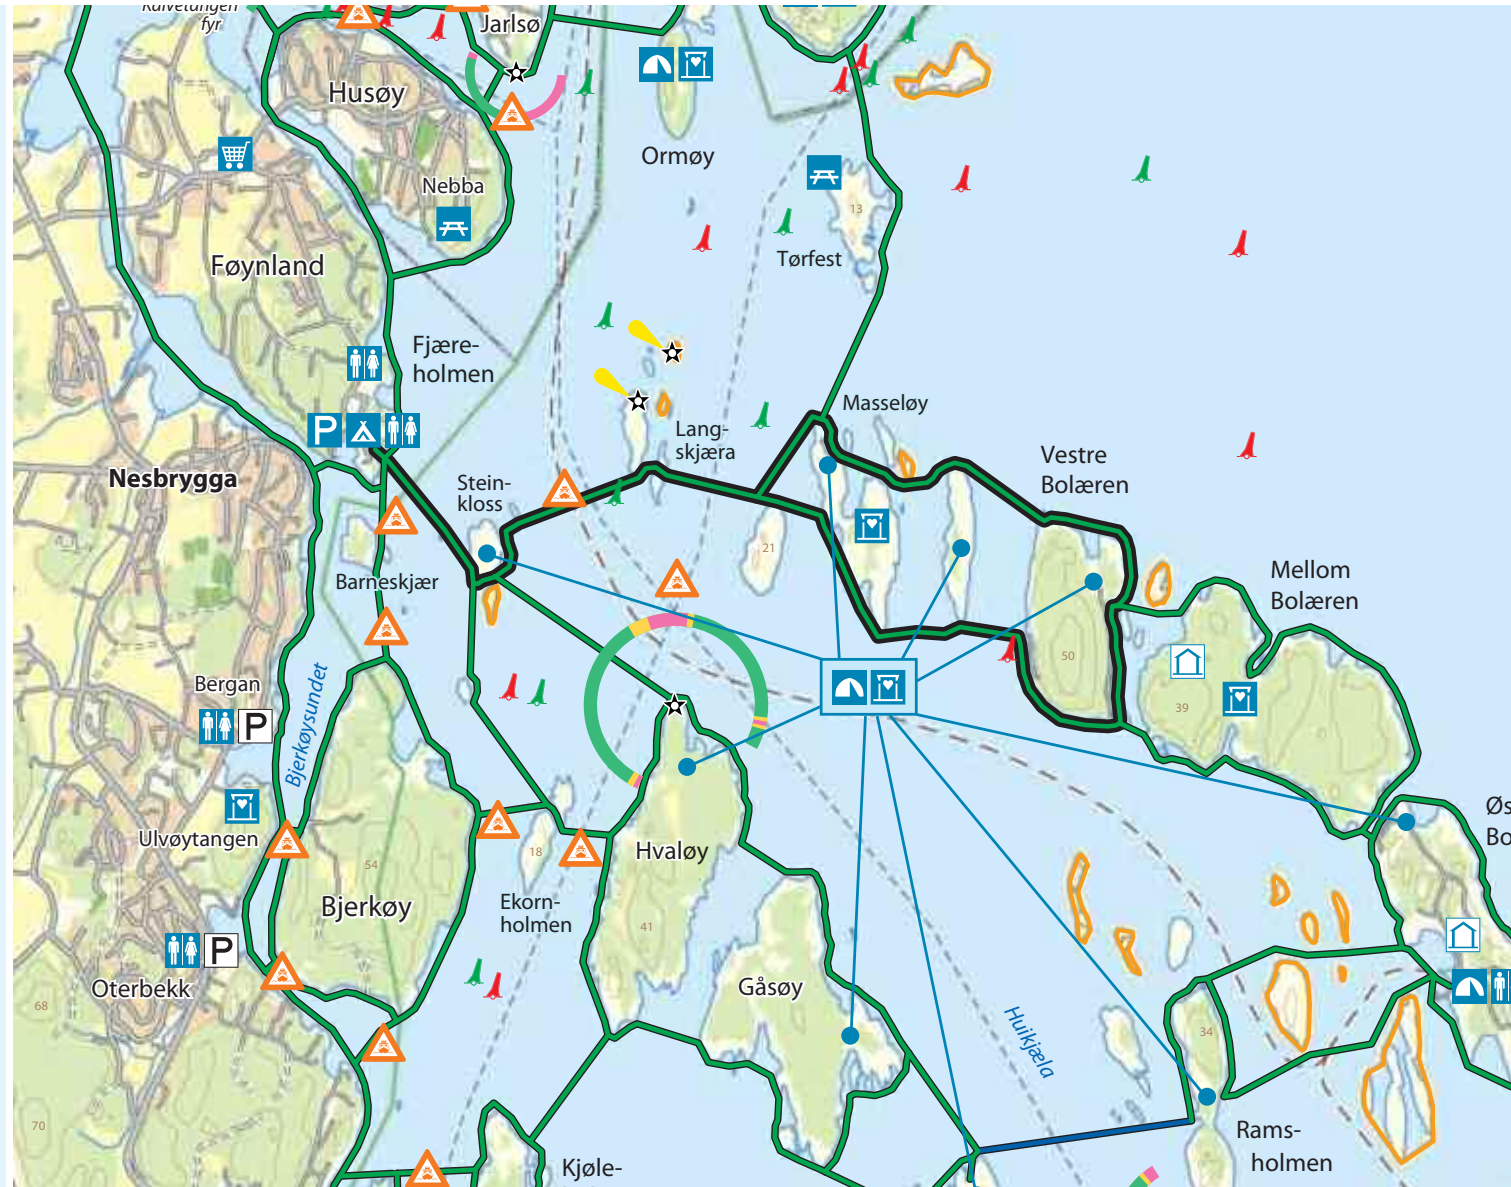 Kalvetangen
fyr
Jarlsø
Husøy
Ormøy
Nebba
13
Tørfest
Føynland
Fjære-
holmen
P
Masseløy
Lang-
skjæra
Vestre
Bolæren
Nesbrygga
Stein-
kloss
21
Barneskjær
Mellom
Bolæren
50
Bergan
P
Bjerkøysundet
39
Ulvøytangen
54
18
Hvaløy
Bjerkøy
Ekorn-
holmen
41
P
Oterbekk
Gåsøy
68
Huikjæla
34
70
Rams-
holmen
Kjøle-